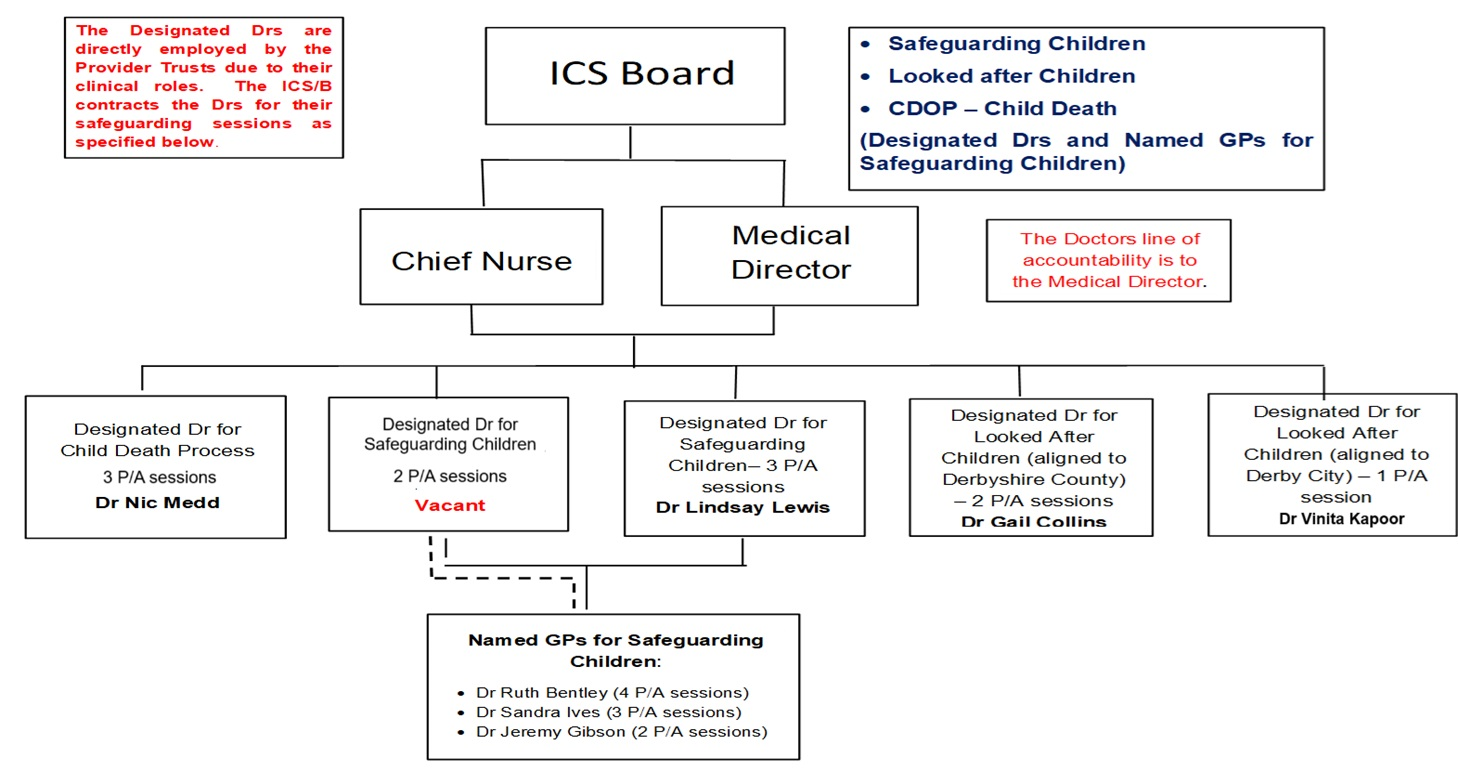 The Designated Drs are
directly employed by the
Provider Trusts due to their
clinical roles. The ICS/B
contracts the Drs for their
safeguarding sessions as
specified below.
ICS Board
• Safeguarding Children
• Looked after Children
• CDOP – Child Death
(Designated Drs and Named GPs for
Safeguarding Children)
Chief Nurse
Medical
Director
The Doctors line of
accountability is to
the Medical Director.
Designated Dr for
Child Death Process
3 P/A sessions
Dr Nic Medd
Designated Dr for
Safeguarding Children
2 P/A sessions
Vacant
Designated Dr for
Safeguarding
Children– 3 P/A
sessions
Dr Lindsay Lewis
Designated Dr for
Looked After
Children (aligned to
Derbyshire County)
– 2 P/A sessions
Dr Gail Collins
Designated Dr for
Looked After
Children (aligned to
Derby City) – 1 P/A
session
Dr Vinita Kapoor
Named GPs for Safeguarding
Children:
• Dr Ruth Bentley (4 P/A sessions)
• Dr Sandra Ives (3 P/A sessions)
• Dr Jeremy Gibson (2 P/A sessions)